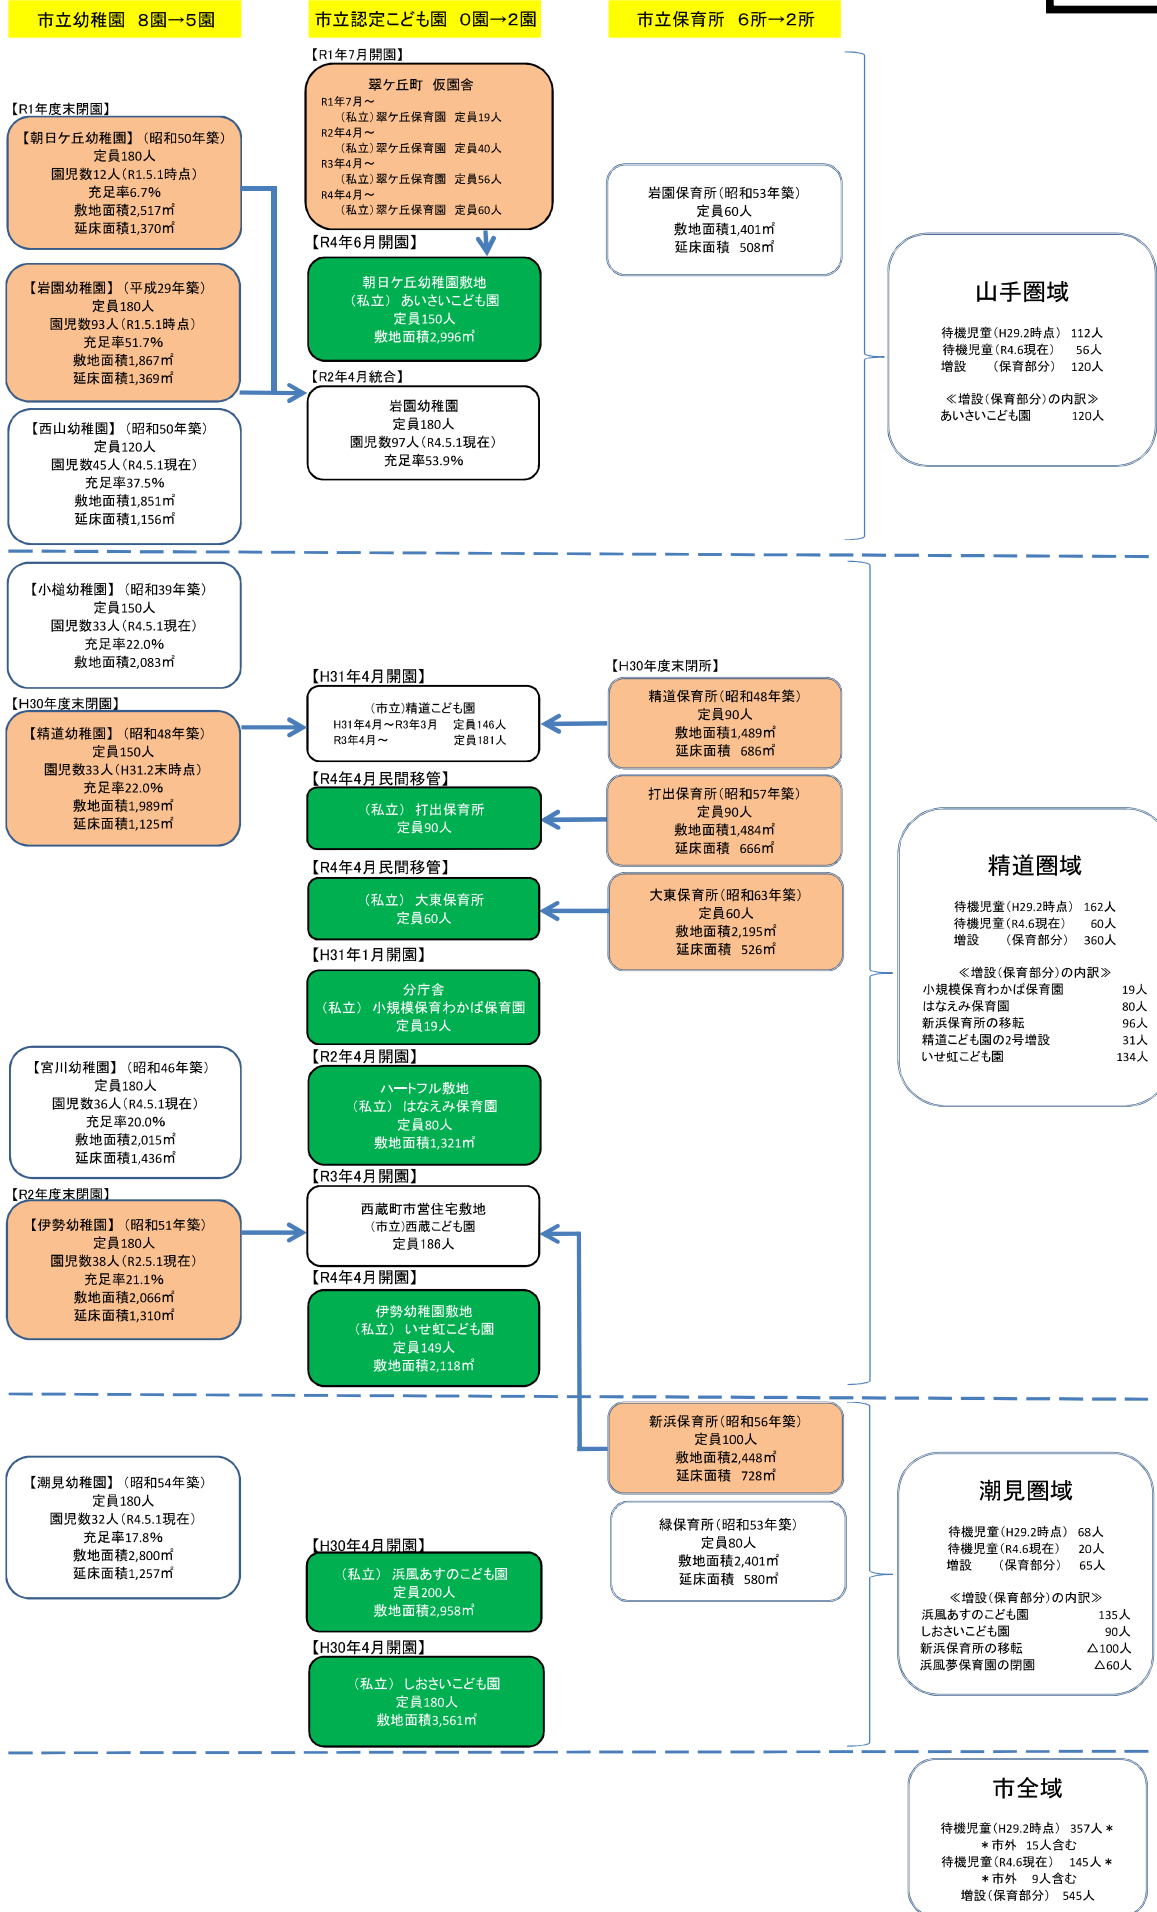 市立幼稚園 8園→5園
市立認定こども園 0園→2園
市立保育所 6所→2所
【R1年度末閉園】
【朝日ケ丘幼稚園】（昭和50年築）
定員180人
園児数12人（R1.5.1時点）
充足率6.7%
敷地面積2,517㎡
延床面積1,370㎡
【岩園幼稚園】（平成29年築）
定員180人
園児数93人（R1.5.1時点）
充足率51.7%
敷地面積1,867㎡
延床面積1,369㎡
【西山幼稚園】（昭和50年築）
定員120人
園児数45人（R4.5.1現在）
充足率37.5%
敷地面積1,851㎡
延床面積1,156㎡
【R1年7月開園】
翠ケ丘町 仮園舎
R1年7月～
（私立）翠ケ丘保育園 定員19人
R2年4月～
（私立）翠ケ丘保育園 定員40人
R3年4月～
（私立）翠ケ丘保育園 定員56人
R4年4月～
（私立）翠ケ丘保育園 定員60人
【R4年6月開園】
朝日ケ丘幼稚園敷地
（私立）あいさいこども園
定員150人
敷地面積2,996㎡
【R2年4月統合】
岩園幼稚園
定員180人
園児数97人（R4.5.1現在）
充足率53.9%
岩園保育所（昭和53年築）
定員60人
敷地面積1,401㎡
延床面積 508㎡
山手圏域
待機児童（H29.2時点） 112人
待機児童（R4.6現在） 56人
増設 （保育部分） 120人
≪増設（保育部分）の内訳≫
あいさいこども園 120人
【小槌幼稚園】（昭和39年築）
定員150人
園児数33人（R4.5.1現在）
充足率22.0%
敷地面積2,083㎡
【H30年度末閉園】
【精道幼稚園】（昭和48年築）
定員150人
園児数33人（H31.2末時点）
充足率22.0%
敷地面積1,989㎡
延床面積1,125㎡
【宮川幼稚園】（昭和46年築）
定員180人
園児数36人（R4.5.1現在）
充足率20.0%
敷地面積2,015㎡
延床面積1,436㎡
【R2年度末閉園】
【伊勢幼稚園】（昭和51年築）
定員180人
園児数38人（R2.5.1現在）
充足率21.1%
敷地面積2,066㎡
延床面積1,310㎡
【H31年4月開園】
（市立）精道こども園
H31年4月～R3年3月 定員146人
R3年4月～ 定員181人
【R4年4月民間移管】
（私立）打出保育所
定員90人
【R4年4月民間移管】
（私立）大東保育所
定員60人
【H31年1月開園】
分庁舎
（私立）小規模保育わかば保育園
定員19人
【R2年4月開園】
ハートフル敷地
（私立）はなえみ保育園
定員80人
敷地面積1,321㎡
【R3年4月開園】
西蔵町市営住宅敷地
（市立）西蔵こども園
定員186人
【R4年4月開園】
伊勢幼稚園敷地
（私立）いせ虹こども園
定員149人
敷地面積2,118㎡
【H30年度末閉所】
精道保育所（昭和48年築）
定員90人
敷地面積1,489㎡
延床面積 686㎡
打出保育所（昭和57年築）
定員90人
敷地面積1,484㎡
延床面積 666㎡
大東保育所（昭和63年築）
定員60人
敷地面積2,195㎡
延床面積 526㎡
精道圏域
待機児童（H29.2時点） 162人
待機児童（R4.6現在） 60人
増設 （保育部分） 360人
≪増設（保育部分）の内訳≫
小規模保育わかば保育園 19人
はなえみ保育園 80人
新浜保育所の移転 96人
精道こども園の2号増設 31人
いせ虹こども園 134人
【潮見幼稚園】（昭和54年築）
定員180人
園児数32人（R4.5.1現在）
充足率17.8%
敷地面積2,800㎡
延床面積1,257㎡
【H30年4月開園】
（私立）浜風あすのこども園
定員200人
敷地面積2,958㎡
【H30年4月開園】
（私立）しおさいこども園
定員180人
敷地面積3,561㎡
新浜保育所（昭和56年築）
定員100人
敷地面積2,448㎡
延床面積 728㎡
緑保育所（昭和53年築）
定員80人
敷地面積2,401㎡
延床面積 580㎡
潮見圏域
待機児童（H29.2時点） 68人
待機児童（R4.6現在） 20人
増設 （保育部分） 65人
≪増設（保育部分）の内訳≫
浜風あすのこども園 135人
しおさいこども園 90人
新浜保育所の移転 △100人
浜風夢保育園の閉園 △60人
市全域
待機児童（H29.2時点） 357人＊
＊市外 15人含む
待機児童（R4.6現在） 145人＊
＊市外 9人含む
増設（保育部分） 545人